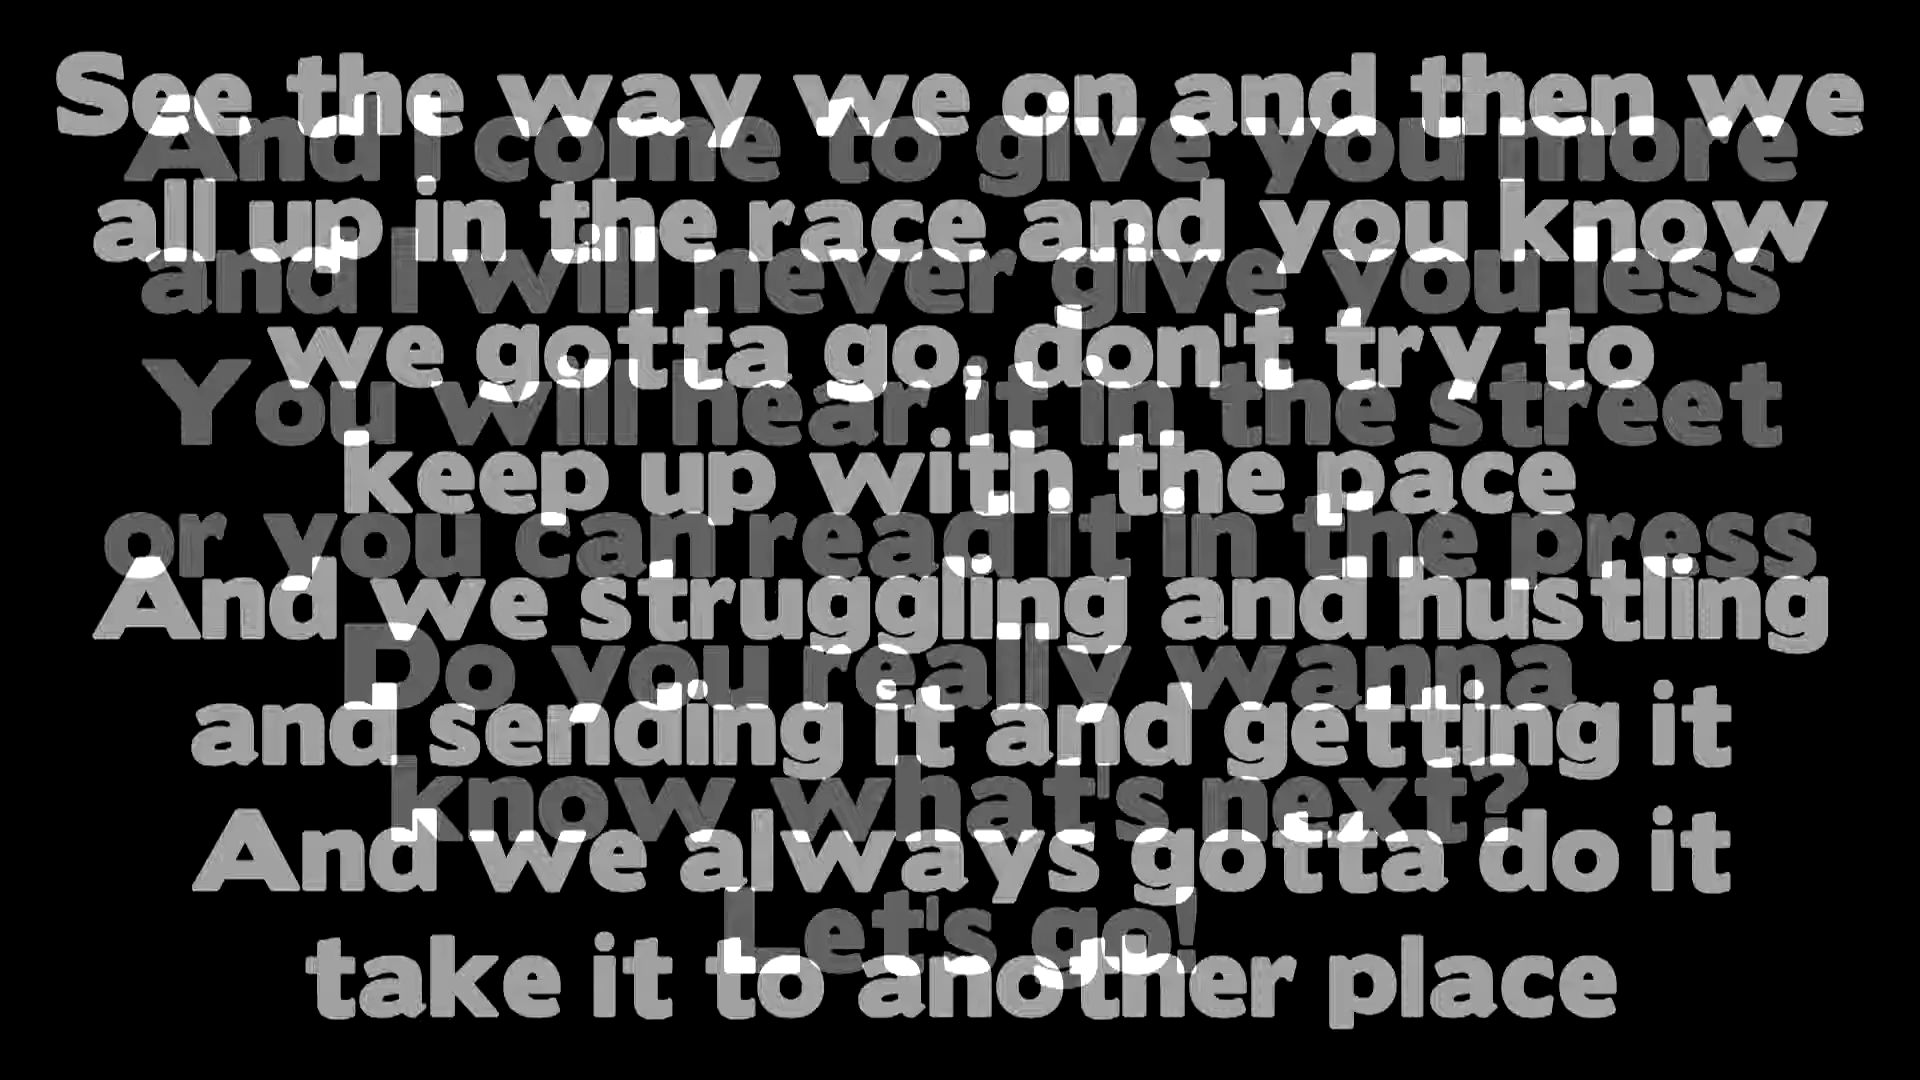 See the way we on and then we
And I come to give you more
all up in the race and you know
and I will never give you less
we gotta go, don't try to
You will hear it in the street
keep up with the pace
or you can read it in the press
And we struggling and hustling
Do you really wanna
and sending it and getting it
know what's next?
And we always gotta do it
Let's go!
take it to another place